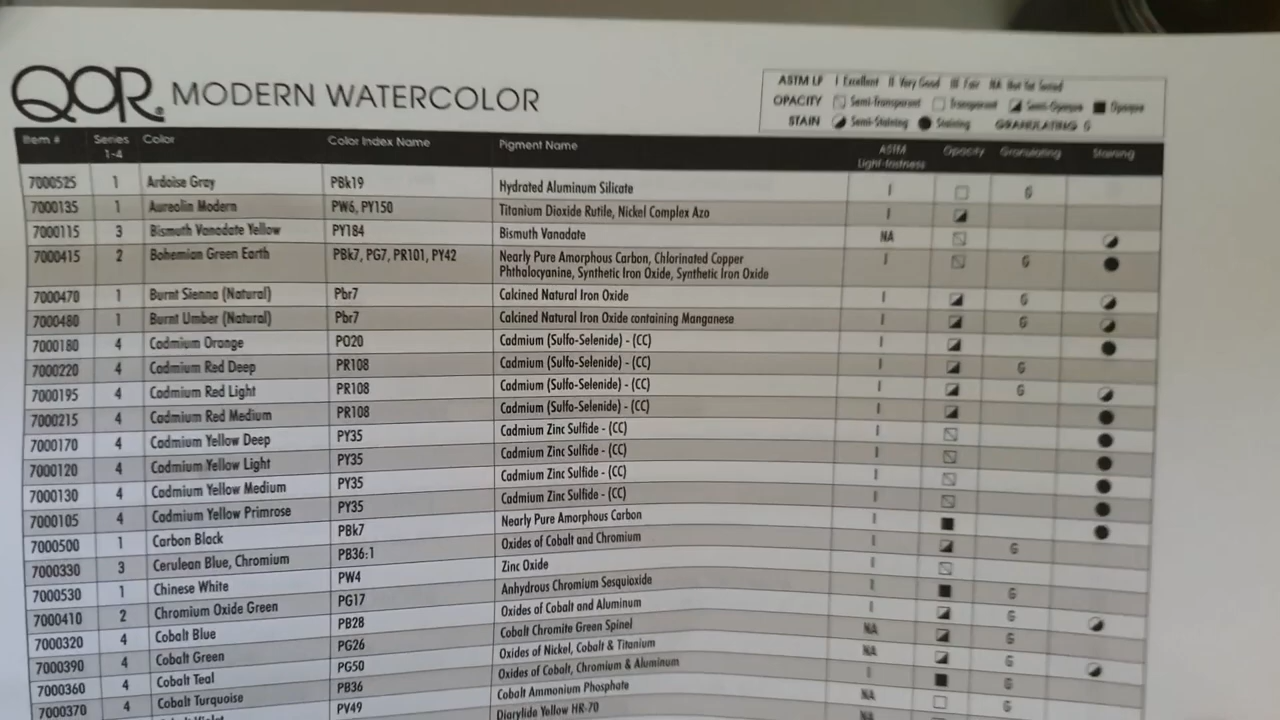 QOR® MODERN WATERCOLOR
ASTM LF I Excellent II Very Good III Fair NA Not Yet Tested
OPACITY Semi-Transparent Transparent Semi-Opaque Opaque
STAIN Semi-Staining Staining GRANULATING G
Item # Series 1-4 Color Color Index Name Pigment Name ASTM Light-fastness Opacity Granulating Staining
7000525 1 Ardoise Gray PBk19 Hydrated Aluminum Silicate I G
7000135 1 Aureolin Modern PW6, PY150 Titanium Dioxide Rutile, Nickel Complex Azo I
7000115 3 Bismuth Vanadate Yellow PY184 Bismuth Vanadate NA
7000415 2 Bohemian Green Earth PBk7, PG7, PR101, PY42 Nearly Pure Amorphous Carbon, Chlorinated Copper I G
Phthalocyanine, Synthetic Iron Oxide, Synthetic Iron Oxide
7000470 1 Burnt Sienna (Natural) Pbr7 Calcined Natural Iron Oxide I G
7000480 1 Burnt Umber (Natural) Pbr7 Calcined Natural Iron Oxide containing Manganese I G
7000180 4 Cadmium Orange PO20 Cadmium (Sulfo-Selenide) - (CC) I
7000220 4 Cadmium Red Deep PR108 Cadmium (Sulfo-Selenide) - (CC) I G
7000195 4 Cadmium Red Light PR108 Cadmium (Sulfo-Selenide) - (CC) I G
7000215 4 Cadmium Red Medium PR108 Cadmium (Sulfo-Selenide) - (CC) I
7000170 4 Cadmium Yellow Deep PY35 Cadmium Zinc Sulfide - (CC) I
7000120 4 Cadmium Yellow Light PY35 Cadmium Zinc Sulfide - (CC) I
7000130 4 Cadmium Yellow Medium PY35 Cadmium Zinc Sulfide - (CC) I
7000105 4 Cadmium Yellow Primrose PY35 Cadmium Zinc Sulfide - (CC) I
7000500 1 Carbon Black PBk7 Nearly Pure Amorphous Carbon I
7000330 3 Cerulean Blue, Chromium PB36:1 Oxides of Cobalt and Chromium I G
7000530 1 Chinese White PW4 Zinc Oxide I
7000410 2 Chromium Oxide Green PG17 Anhydrous Chromium Sesquioxide I G
7000320 4 Cobalt Blue PB28 Oxides of Cobalt and Aluminum I G
7000390 4 Cobalt Green PG26 Cobalt Chromite Green Spinel NA G
7000360 4 Cobalt Teal PG50 Oxides of Nickel, Cobalt & Titanium NA G
7000370 4 Cobalt Turquoise PB36 Oxides of Cobalt, Chromium & Aluminum I G
PV49 Cobalt Ammonium Phosphate NA G
Diarylide Yellow HR-70 NA